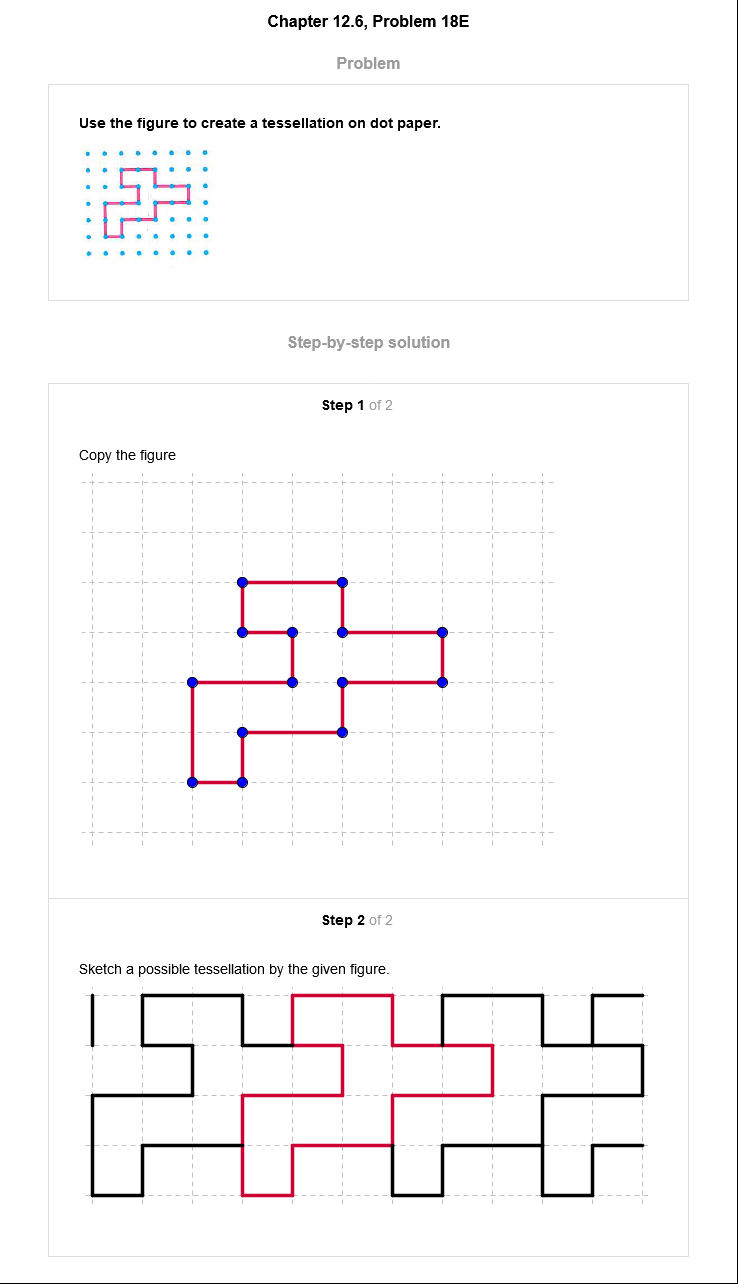 Chapter 12.6, Problem 18E
Problem
Use the figure to create a tessellation on dot paper.
Step-by-step solution
Step 1 of 2
Copy the figure
Step 2 of 2
Sketch a possible tessellation by the given figure.